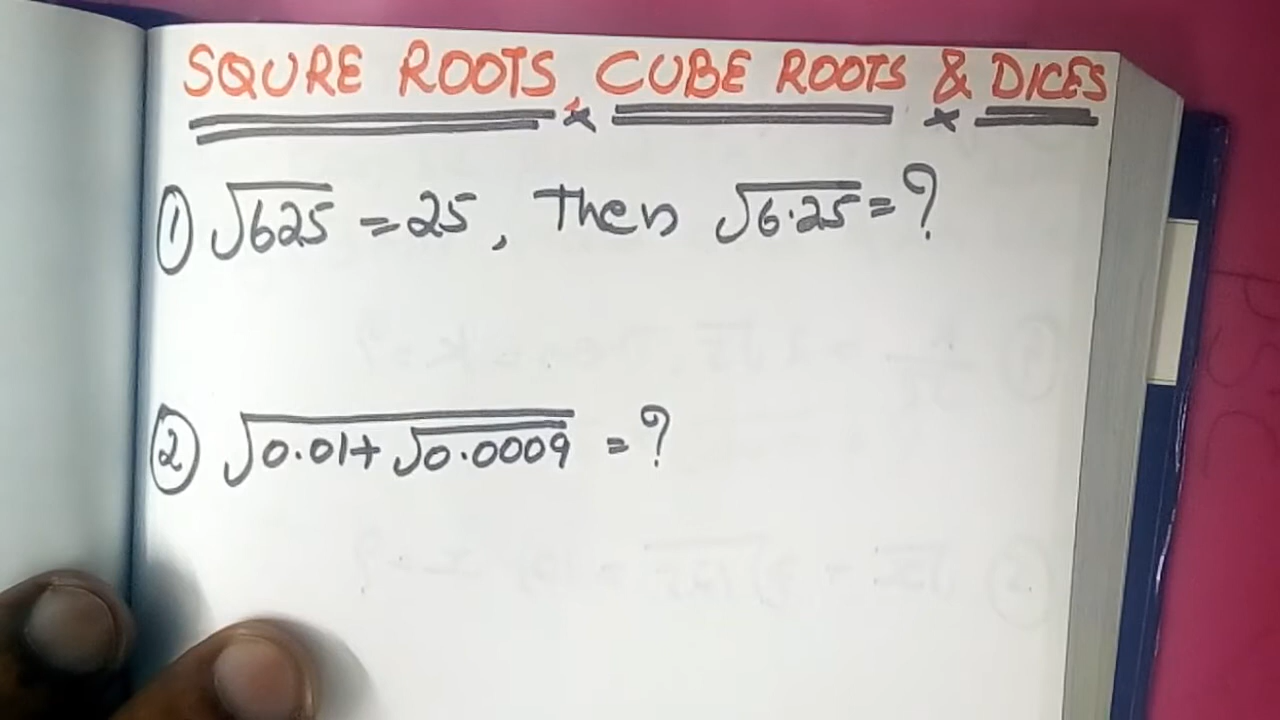 SQURE ROOTS, CUBE ROOTS & DICES
① √625 = 25, Then √6.25 = ?
② √(0.01+ √0.0009) = ?